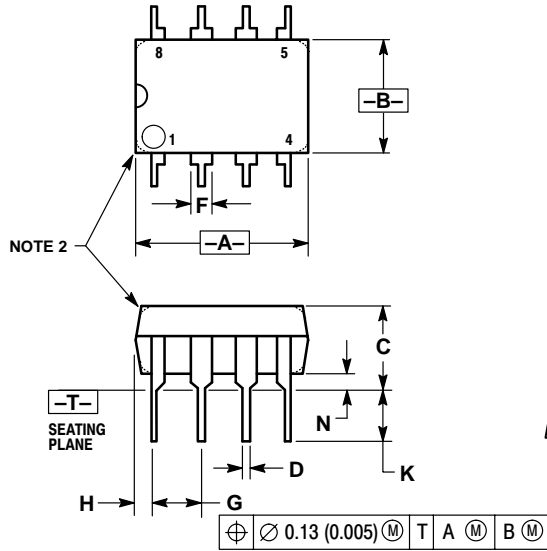 8 5
–B–
1 4
F
NOTE 2
–A–
C
–T–
N
SEATING
PLANE
D
K
H
G
⌖ ∅ 0.13 (0.005) Ⓜ T A Ⓜ B Ⓜ